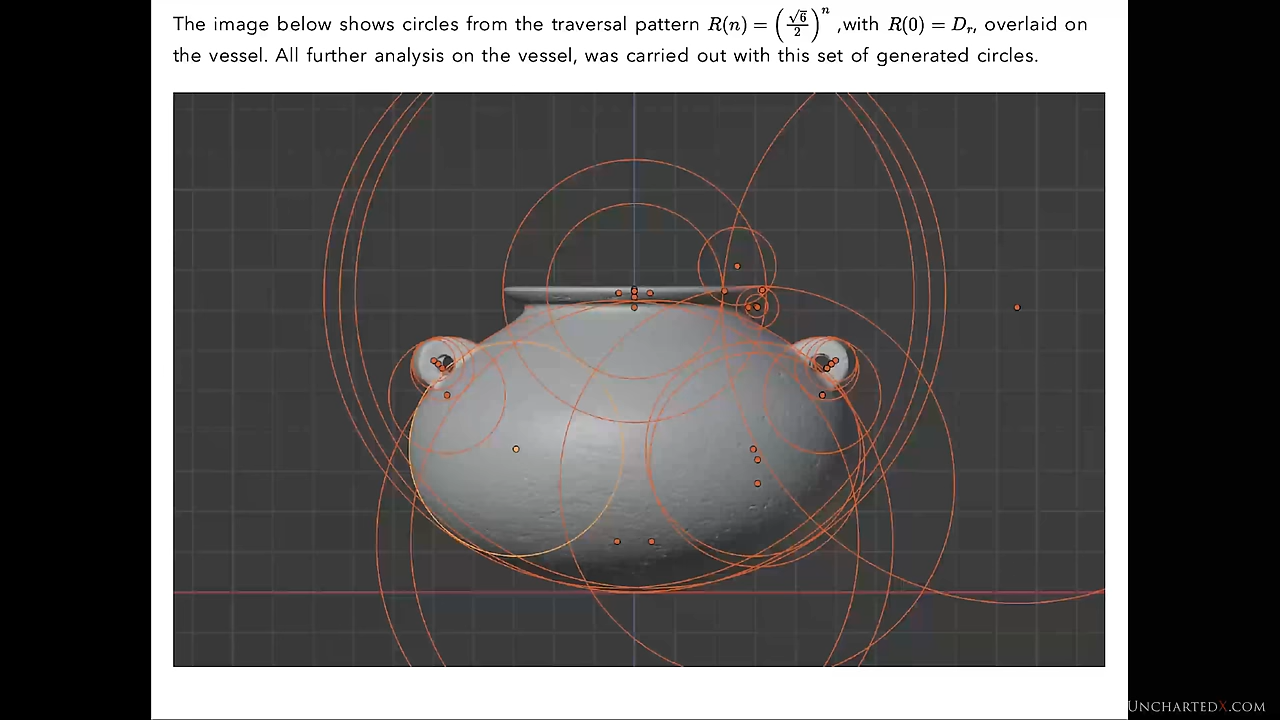 The image below shows circles from the traversal pattern R(n) = (√6/2)ⁿ ,with R(0) = Dᵣ, overlaid on
the vessel. All further analysis on the vessel, was carried out with this set of generated circles.
UNCHARTEDX.COM